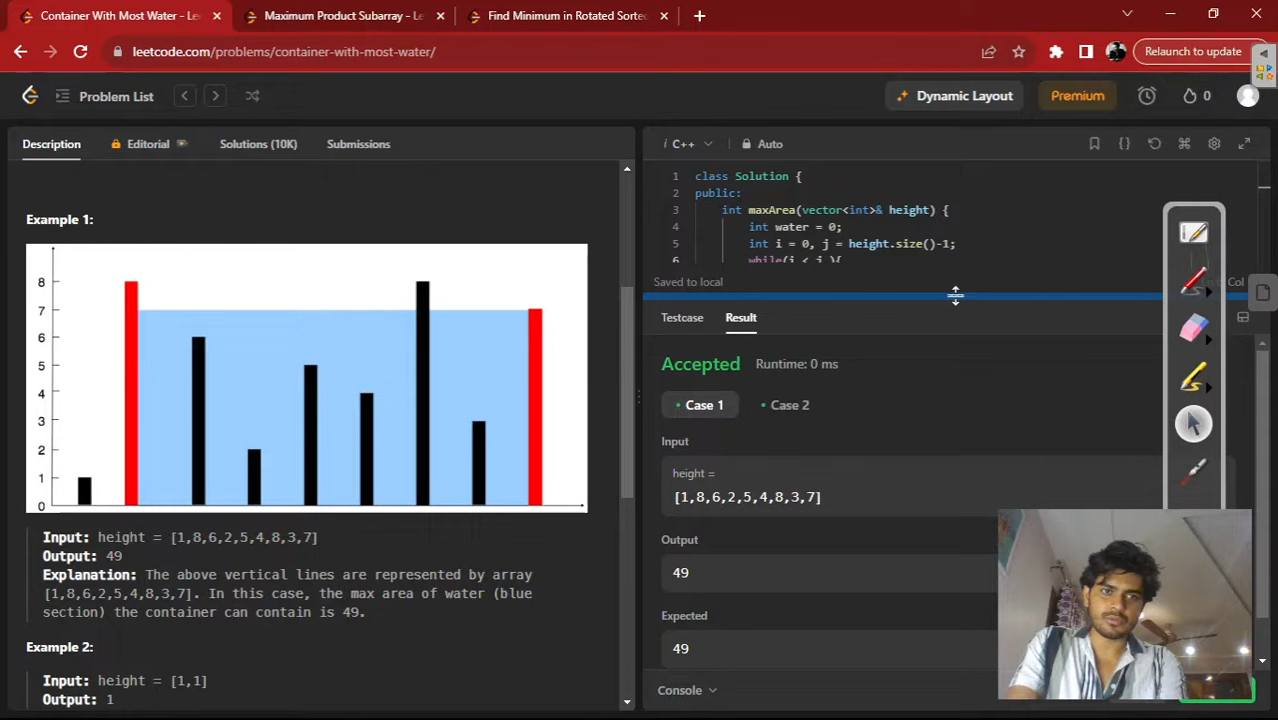 Container With Most Water - Le
Maximum Product Subarray - Le
Find Minimum in Rotated Sorte
leetcode.com/problems/container-with-most-water/
Relaunch to update
Problem List
Dynamic Layout
Premium
0
Description
Editorial
Solutions (10K)
Submissions
Example 1:
8
7
6
5
4
3
2
1
0
Input: height = [1,8,6,2,5,4,8,3,7]
Output: 49
Explanation: The above vertical lines are represented by array
[1,8,6,2,5,4,8,3,7]. In this case, the max area of water (blue
section) the container can contain is 49.
Example 2:
Input: height = [1,1]
Output: 1
i C++
Auto
1 class Solution {
2 public:
3 int maxArea(vector<int>& height) {
4 int water = 0;
5 int i = 0, j = height.size()-1;
6 while(i < j ){
Saved to local
Col
Testcase
Result
Accepted
Runtime: 0 ms
Case 1
Case 2
Input
height =
[1,8,6,2,5,4,8,3,7]
Output
49
Expected
49
Console